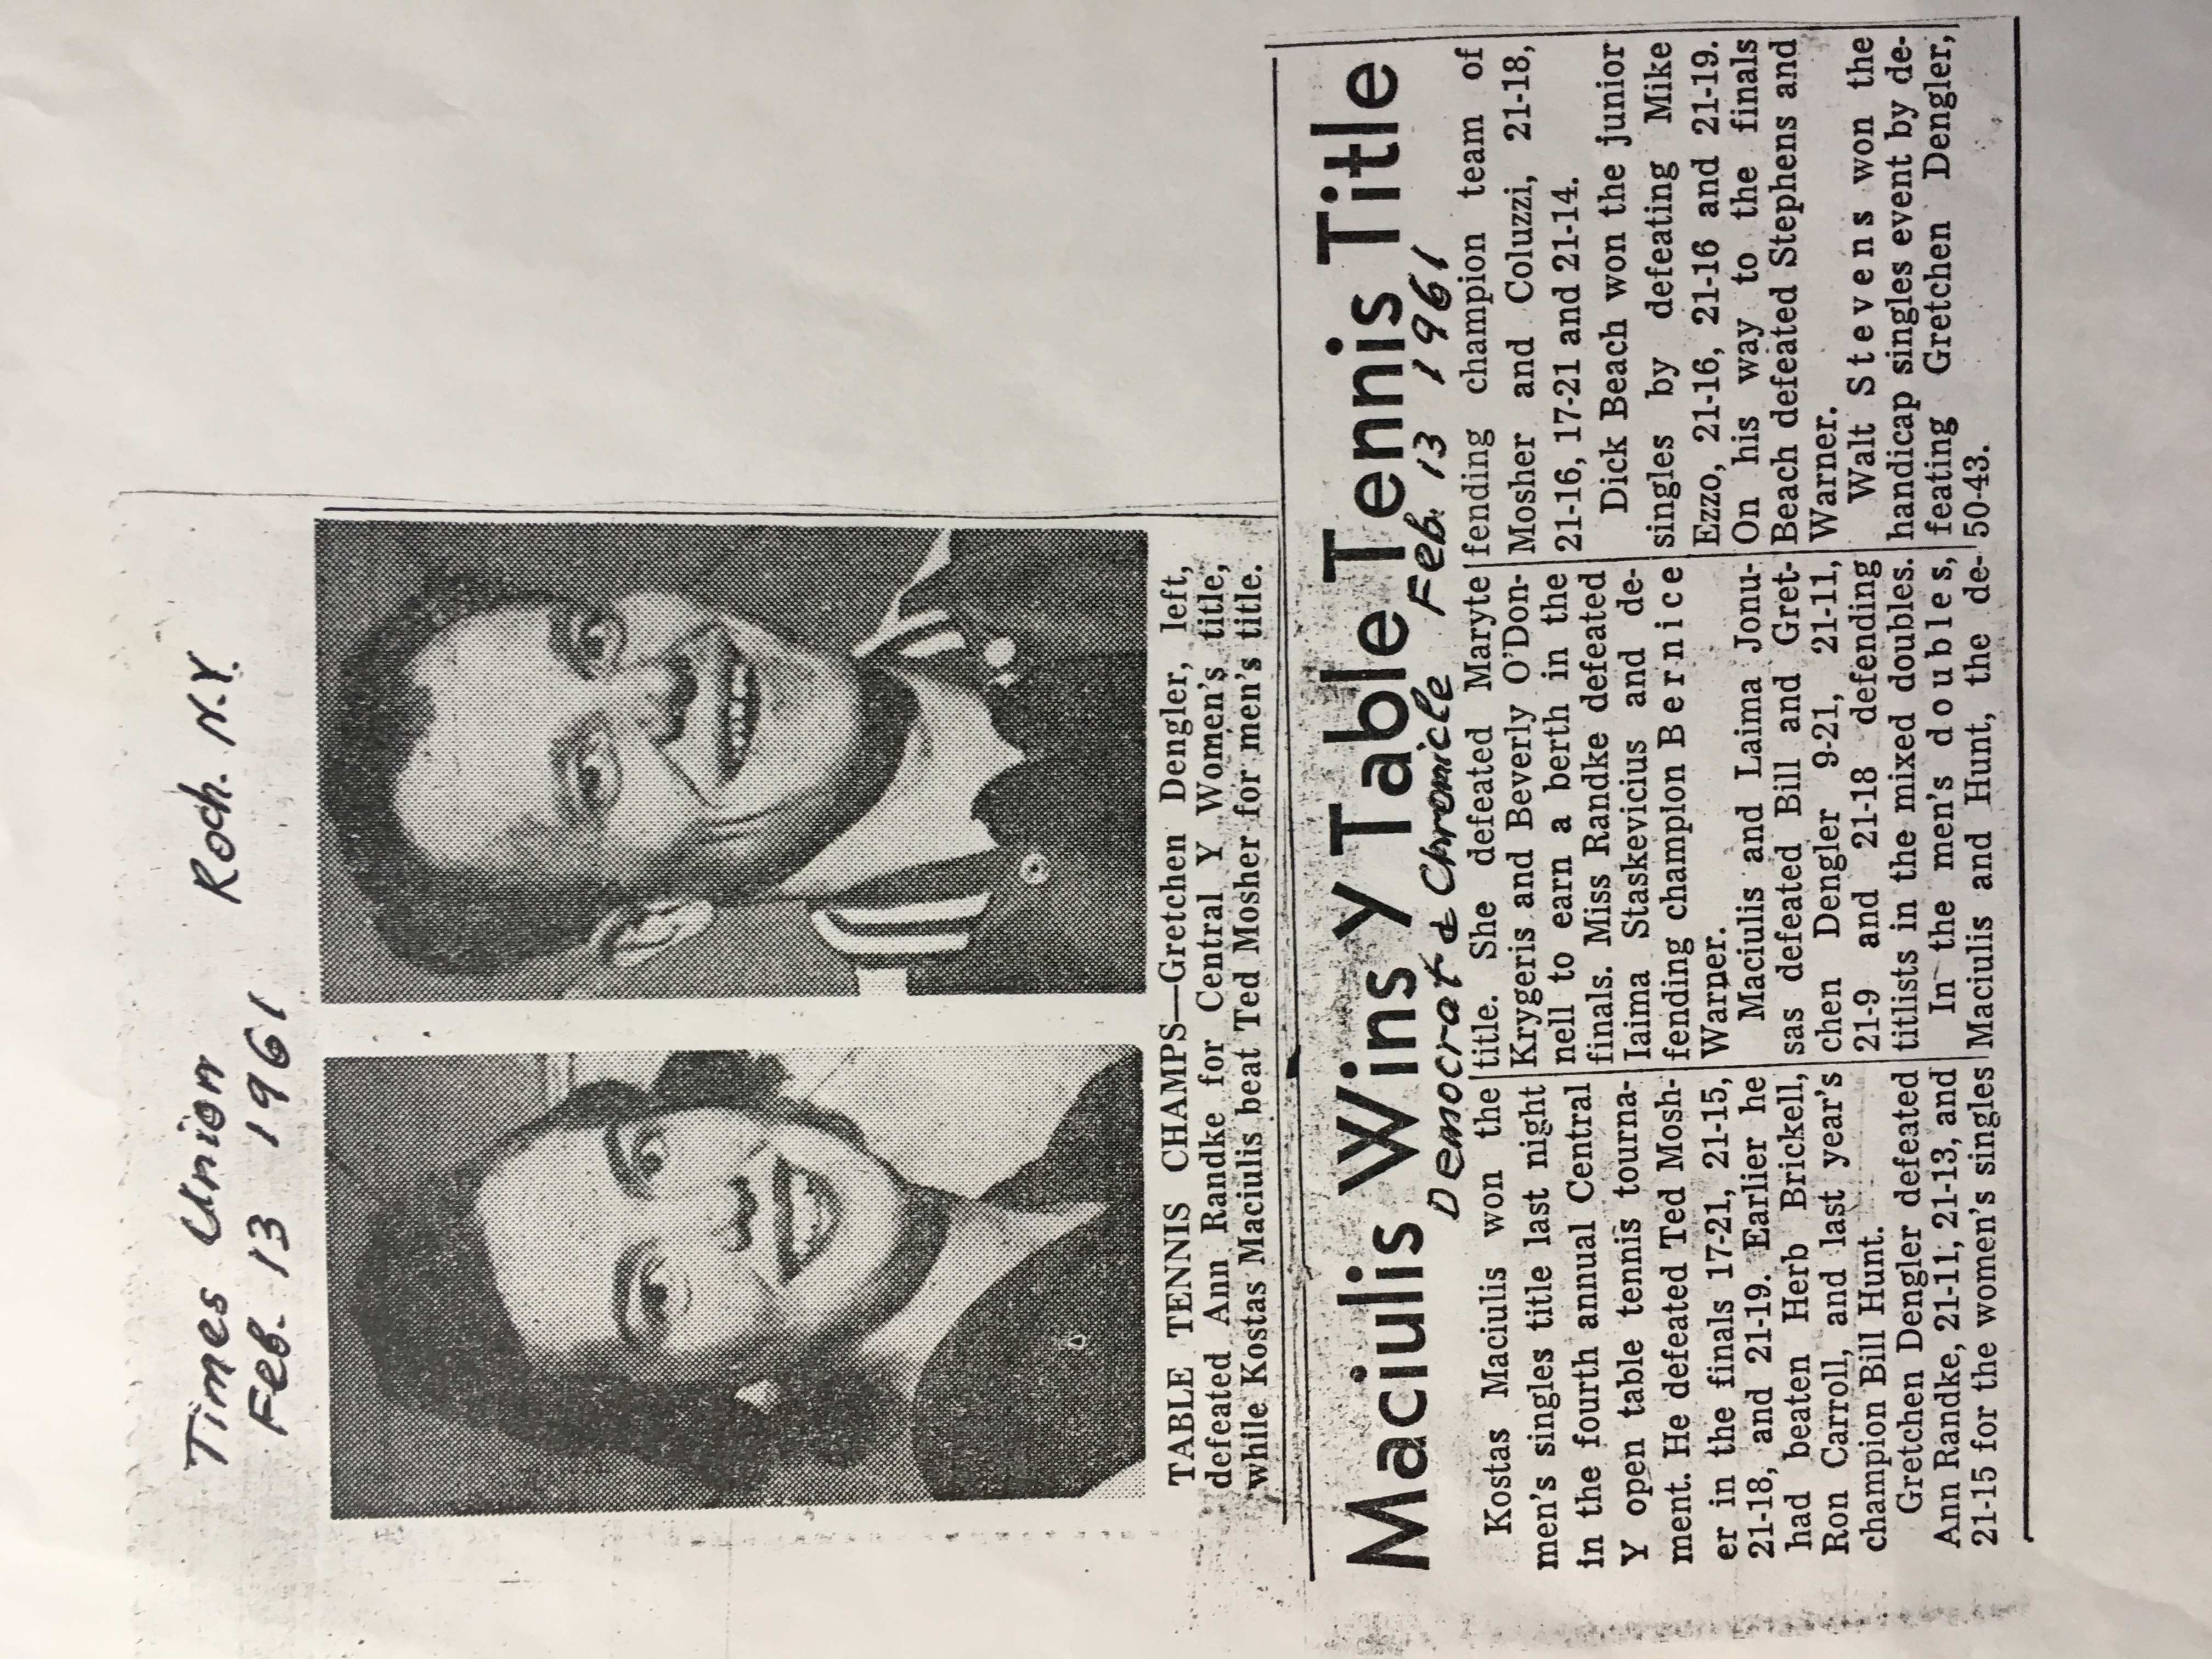 Times Union Roch. N.Y.
Feb. 13 1961
TABLE TENNIS CHAMPS—Gretchen Dengler, left,
defeated Ann Randke for Central Y Women's title,
while Kostas Maciulis beat Ted Mosher for men's title.
Maciulis Wins Y Table Tennis Title
Democrat & Chronicle Feb. 13 1961
Kostas Maciulis won the
men's singles title last night
in the fourth annual Central
Y open table tennis tourna-
ment. He defeated Ted Mosh-
er in the finals 17-21, 21-15,
21-18, and 21-19. Earlier he
had beaten Herb Brickell,
Ron Carroll, and last year's
champion Bill Hunt.
Gretchen Dengler defeated
Ann Randke, 21-11, 21-13, and
21-15 for the women's singles
title. She defeated Maryte
Krygeris and Beverly O'Don-
nell to earn a berth in the
finals. Miss Randke defeated
Iaima Staskevicius and de-
fending champion Bernice
Warner.
Maciulis and Laima Jonu-
sas defeated Bill and Gret-
chen Dengler 9-21, 21-11,
21-9 and 21-18 defending
titlists in the mixed doubles.
In the men's doubles,
Maciulis and Hunt, the de-
fending champion team of
Mosher and Coluzzi, 21-18,
21-16, 17-21 and 21-14.
Dick Beach won the junior
singles by defeating Mike
Ezzo, 21-16, 21-16 and 21-19.
On his way to the finals
Beach defeated Stephens and
Warner.
Walt Stevens won the
handicap singles event by de-
feating Gretchen Dengler,
50-43.